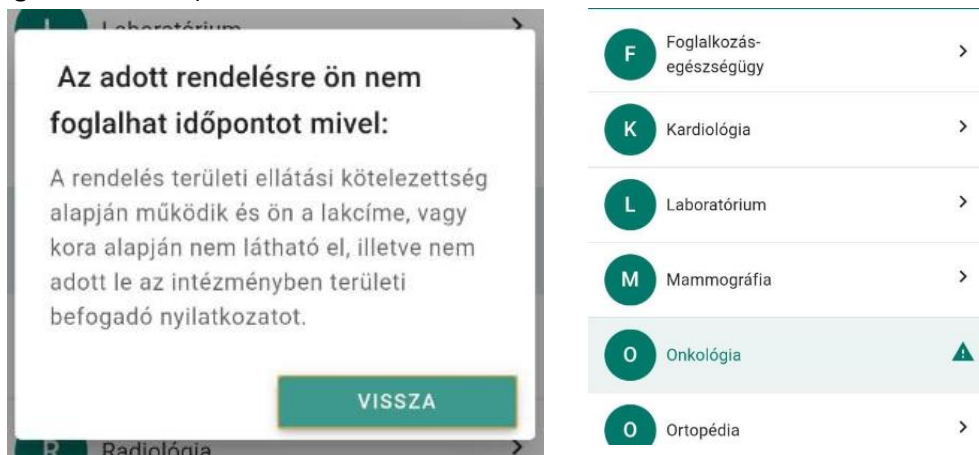 L Laboratórium
Az adott rendelésre ön nem
foglalhat időpontot mivel:
A rendelés területi ellátási kötelezettség
alapján működik és ön a lakcíme, vagy
kora alapján nem látható el, illetve nem
adott le az intézményben területi
befogadó nyilatkozatot.
VISSZA
R Radiológia
F Foglalkozás-
egészségügy
K Kardiológia
L Laboratórium
M Mammográfia
O Onkológia
O Ortopédia